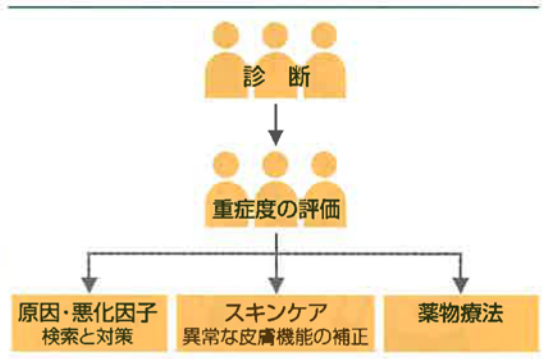 診 断
重症度の評価
原因・悪化因子
検索と対策
スキンケア
異常な皮膚機能の補正
薬物療法